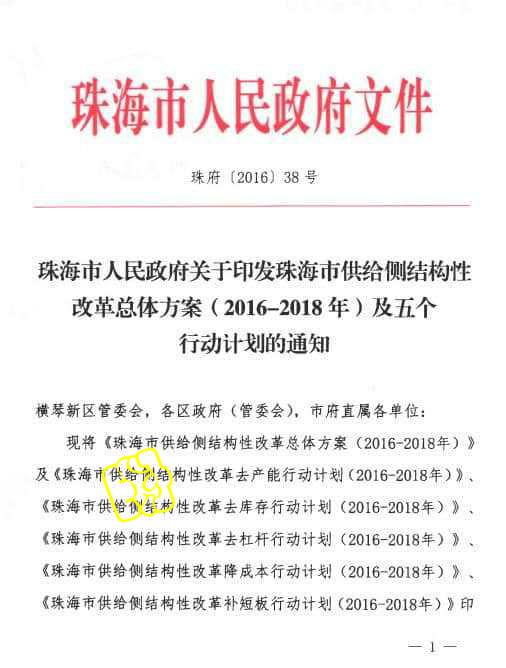 珠海市人民政府文件
珠府〔2016〕38 号
珠海市人民政府关于印发珠海市供给侧结构性
改革总体方案（2016-2018 年）及五个
行动计划的通知
横琴新区管委会，各区政府（管委会），市府直属各单位：
现将《珠海市供给侧结构性改革总体方案（2016-2018年）》
及《珠海市供给侧结构性改革去产能行动计划（2016-2018年）》、
《珠海市供给侧结构性改革去库存行动计划（2016-2018年）》、
《珠海市供给侧结构性改革去杠杆行动计划（2016-2018年）》、
《珠海市供给侧结构性改革降成本行动计划（2016-2018年）》、
《珠海市供给侧结构性改革补短板行动计划（2016-2018年）》印
— 1 —